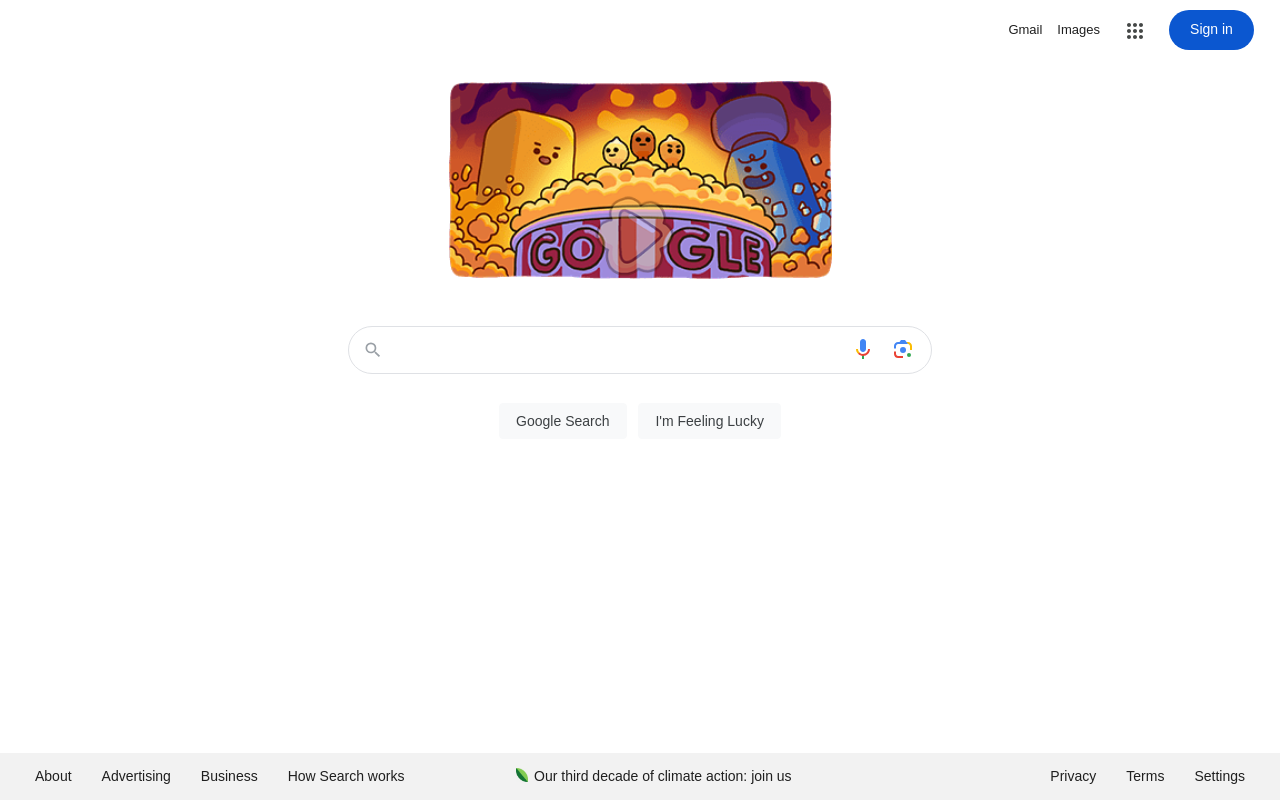 Gmail Images Sign in
GOOGLE
Google Search I'm Feeling Lucky
About Advertising Business How Search works Our third decade of climate action: join us Privacy Terms Settings